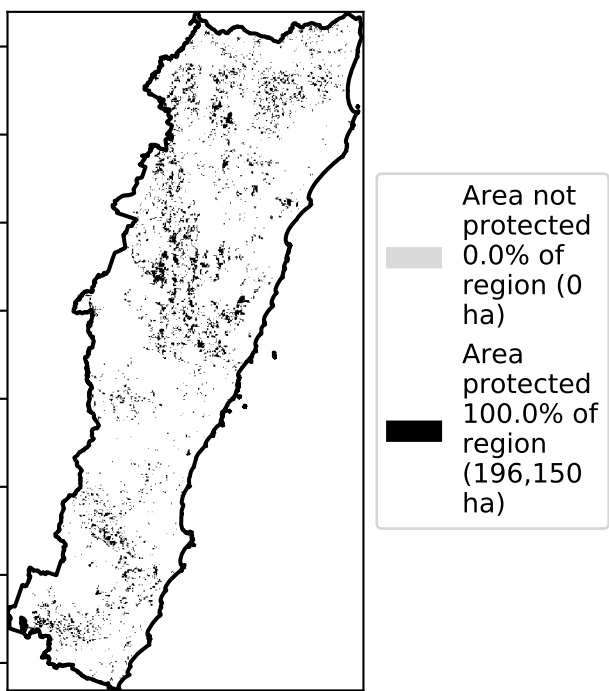 Area not
protected
0.0% of
region (0
ha)
Area
protected
100.0% of
region
(196,150
ha)